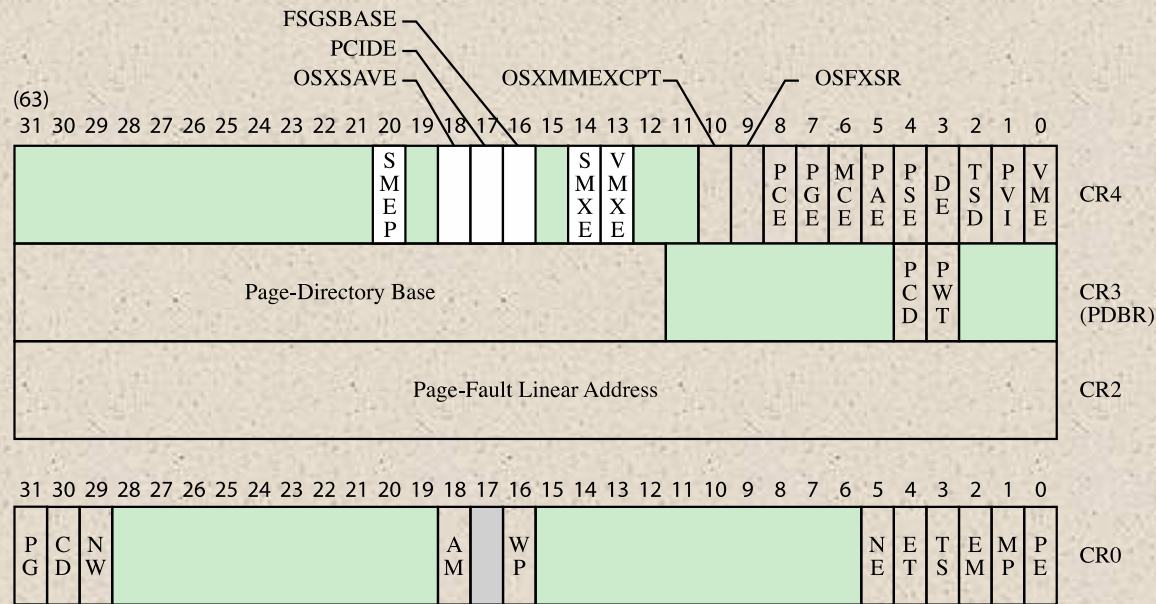 FSGSBASE
PCIDE
OSXSAVE OSXMMEXCPT OSFXSR
(63)
31 30 29 28 27 26 25 24 23 22 21 20 19 18 17 16 15 14 13 12 11 10 9 8 7 6 5 4 3 2 1 0
SMEP SMXE VMXE PCE PGE MCE PAE PSE DE TSD PVI VME CR4
Page-Directory Base PCD PWT CR3
(PDBR)
Page-Fault Linear Address CR2
31 30 29 28 27 26 25 24 23 22 21 20 19 18 17 16 15 14 13 12 11 10 9 8 7 6 5 4 3 2 1 0
PG CD NW AM WP NE ET TS EM MP PE CR0